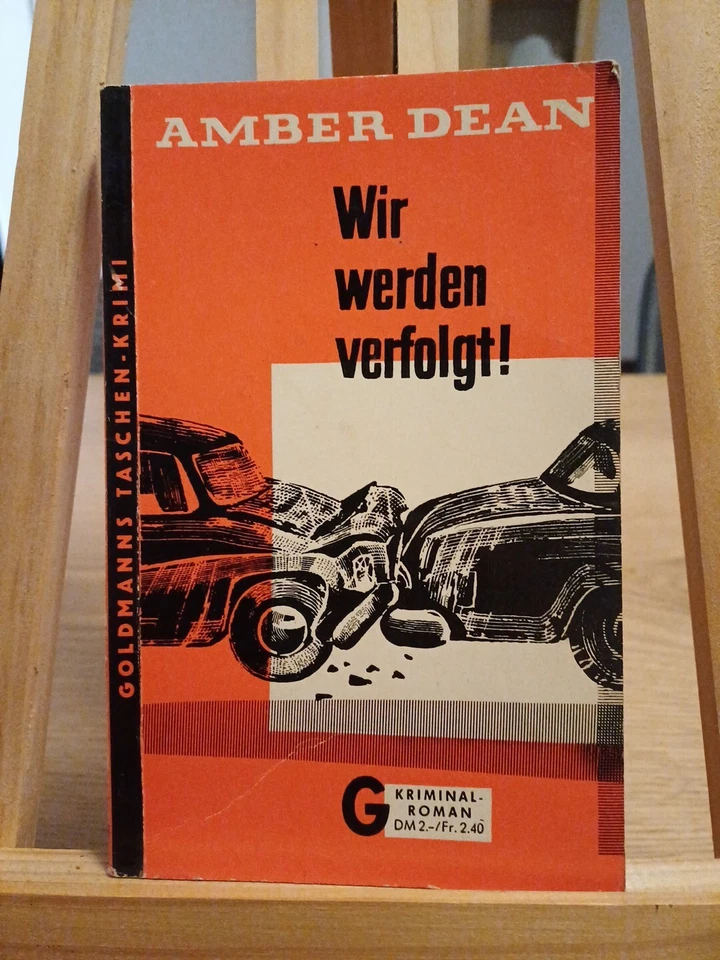 AMBER DEAN
Wir
werden
verfolgt!
GOLDMANNS TASCHEN-KRIMI
G
KRIMINAL-
ROMAN
DM 2.-/Fr. 2.40